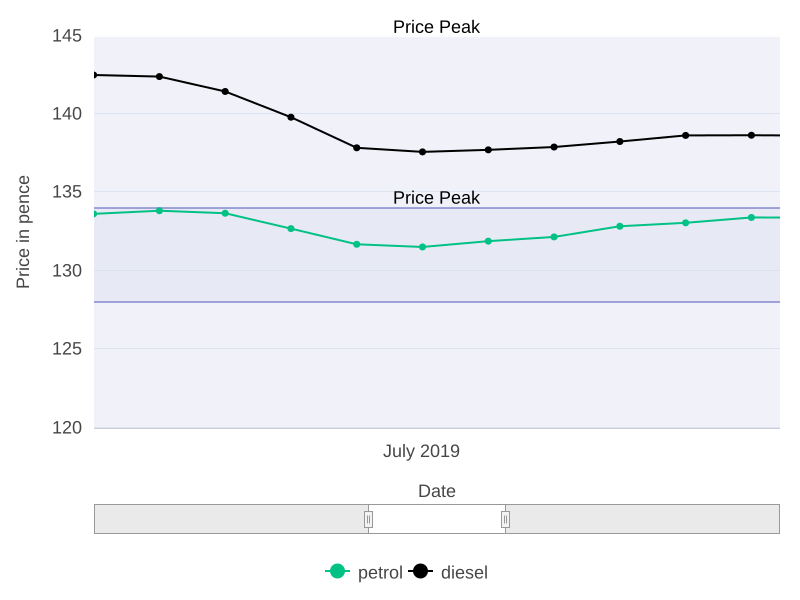 Price Peak
145
140
135
Price Peak
130
125
120
Price in pence
July 2019
Date
petrol diesel